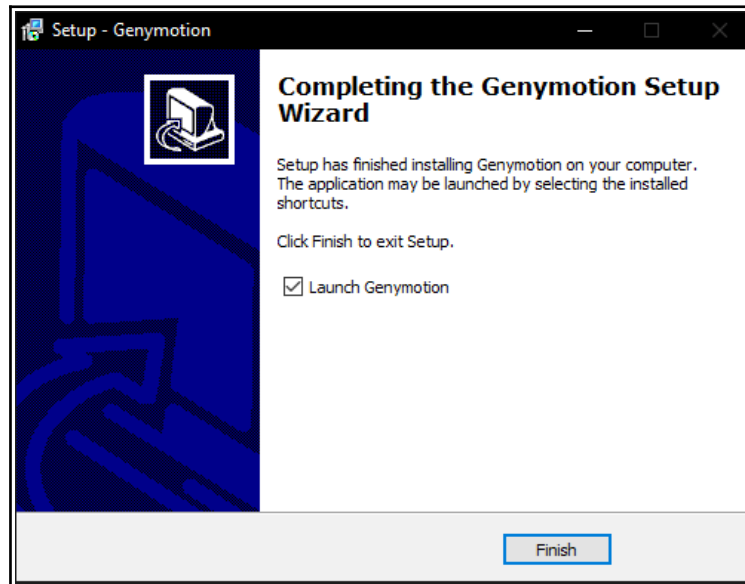 Setup - Genymotion
Completing the Genymotion Setup
Wizard
Setup has finished installing Genymotion on your computer.
The application may be launched by selecting the installed
shortcuts.
Click Finish to exit Setup.
Launch Genymotion
Finish